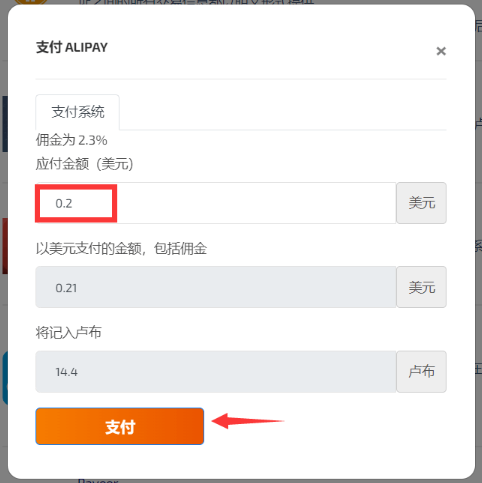 支付 ALIPAY
×
支付系统
佣金为 2.3%
应付金额（美元）
0.2
美元
以美元支付的金额，包括佣金
0.21
美元
将记入卢布
14.4
卢布
支付